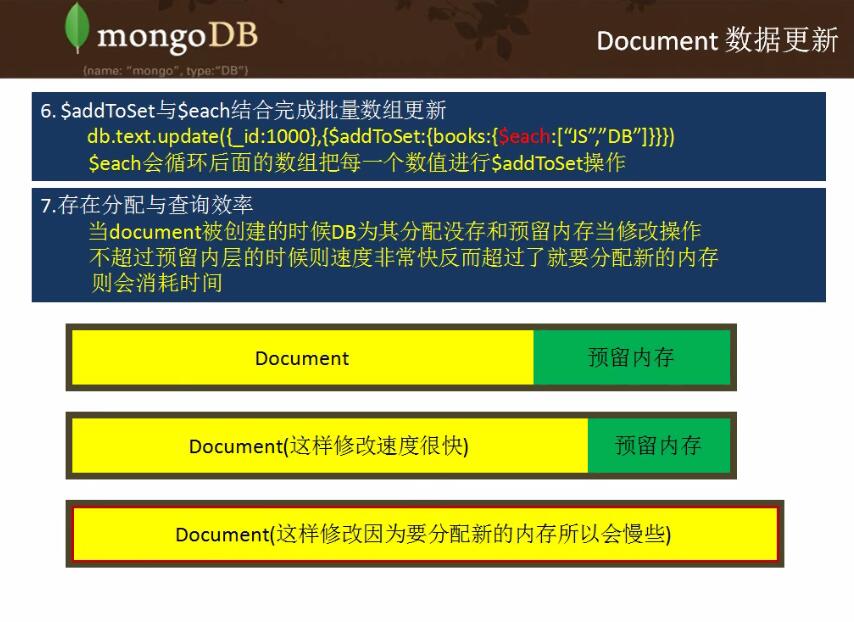 mongoDB
{name: "mongo", type:"DB"}
Document 数据更新
6. $addToSet与$each结合完成批量数组更新
db.text.update({_id:1000},{$addToSet:{books:{$each:[“JS”,”DB”]}}})
$each会循环后面的数组把每一个数值进行$addToSet操作
7.存在分配与查询效率
当document被创建的时候DB为其分配没存和预留内存当修改操作
不超过预留内层的时候则速度非常快反而超过了就要分配新的内存
则会消耗时间
Document
预留内存
Document(这样修改速度很快)
预留内存
Document(这样修改因为要分配新的内存所以会慢些)